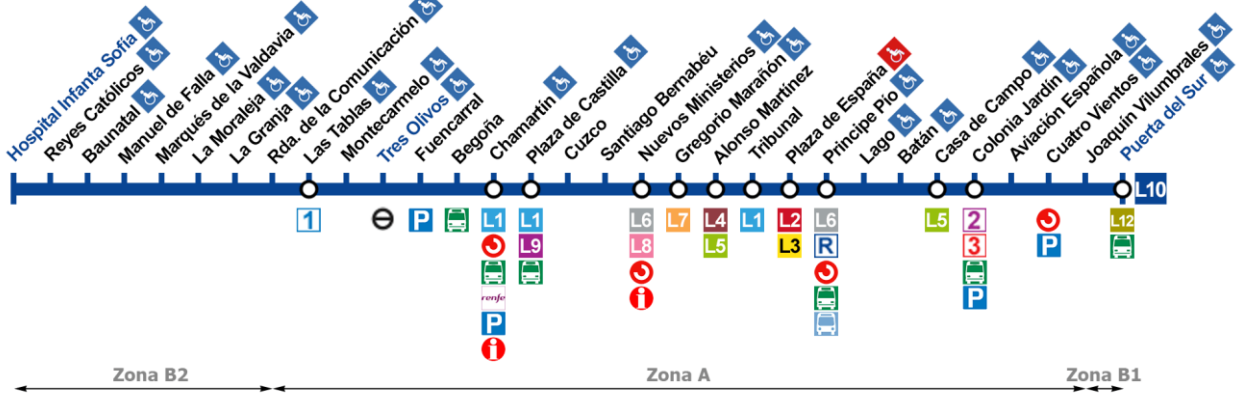 Hospital Infanta Sofía
Reyes Católicos
Baunatal
Manuel de Falla
Marqués de la Valdavia
La Moraleja
La Granja
Rda. de la Comunicación
Las Tablas
Montecarmelo
Tres Olivos
Fuencarral
Begoña
Chamartín
Plaza de Castilla
Cuzco
Santiago Bernabéu
Nuevos Ministerios
Gregorio Marañón
Alonso Martínez
Tribunal
Plaza de España
Príncipe Pío
Lago
Batán
Casa de Campo
Colonia Jardín
Aviación Española
Cuatro Vientos
Joaquín Vilumbrales
Puerta del Sur
L10
1 P L1 L1 L6 L7 L4 L1 L2 L6 L5 2 L12
L9 L8 L5 L3 R 3 P
renfe P
P
i
i
Zona B2 Zona A Zona B1